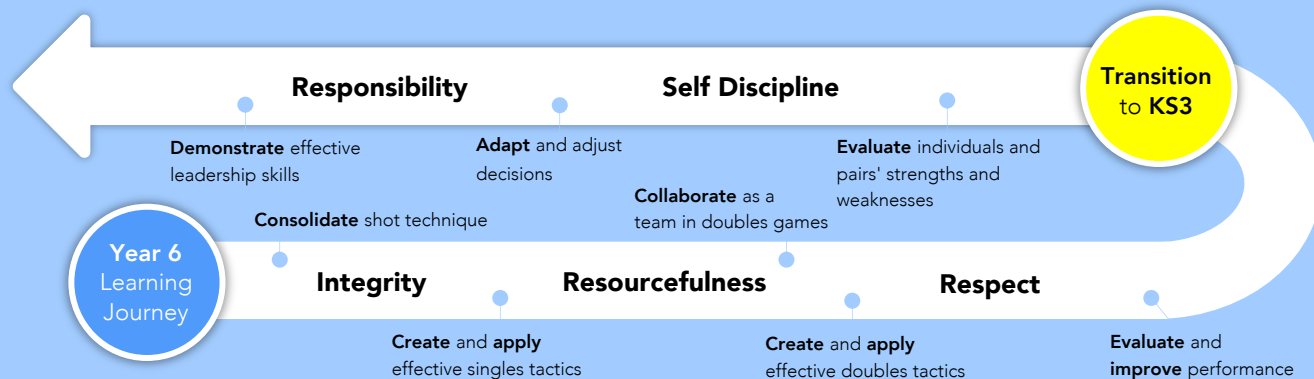 Responsibility
Self Discipline
Transition
to KS3
Demonstrate effective
leadership skills
Adapt and adjust
decisions
Evaluate individuals and
pairs' strengths and
weaknesses
Year 6
Learning
Journey
Consolidate shot technique
Collaborate as a
team in doubles games
Integrity
Resourcefulness
Respect
Create and apply
effective singles tactics
Create and apply
effective doubles tactics
Evaluate and
improve performance